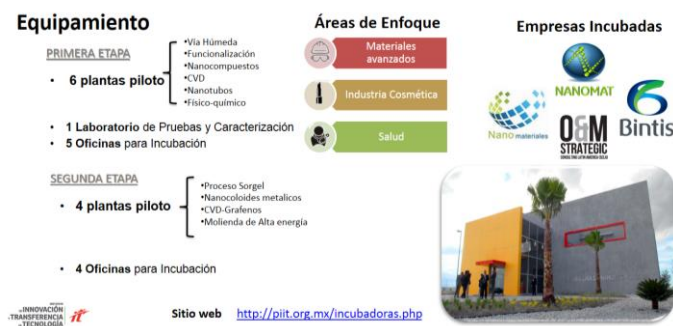 Equipamiento
PRIMERA ETAPA
• 6 plantas piloto
•Vía Húmeda
•Funcionalización
•Nanocompuestos
•CVD
•Nanotubos
•Físico-químico
• 1 Laboratorio de Pruebas y Caracterización
• 5 Oficinas para Incubación
SEGUNDA ETAPA
• 4 plantas piloto
•Proceso Sorgel
•Nanocoloides metalicos
•CVD-Grafenos
•Molienda de Alta energía
• 4 Oficinas para Incubación
Áreas de Enfoque
Materiales
avanzados
Industria Cosmética
Salud
Empresas Incubadas
NANOMAT
Nanomateriales
O&M
STRATEGIC
Bintis
INNOVACIÓN
TRANSFERENCIA
TECNOLOGÍA
Sitio web http://piit.org.mx/incubadoras.php